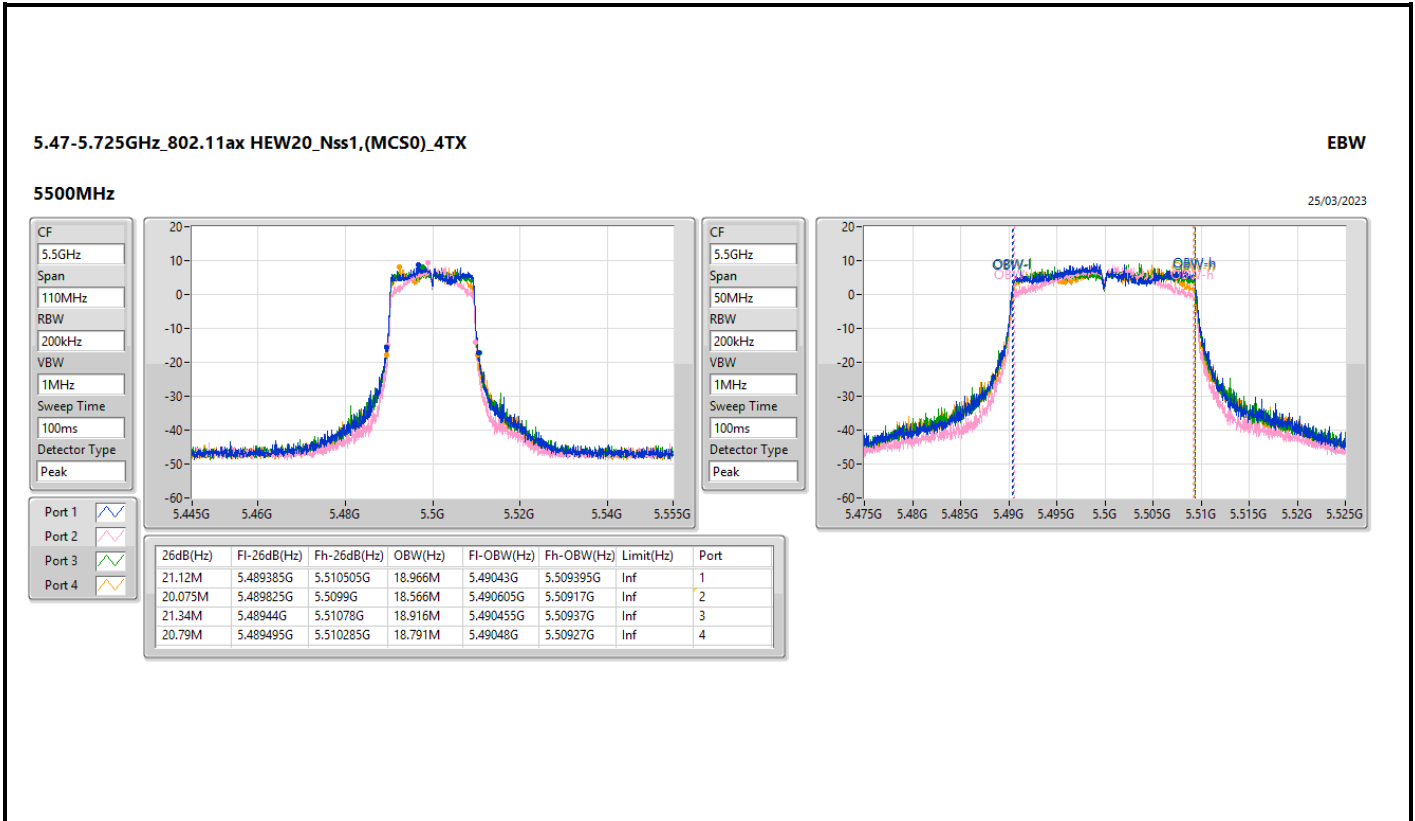 5.47-5.725GHz_802.11ax HEW20_Nss1,(MCS0)_4TX EBW
5500MHz 25/03/2023
CF
5.5GHz
Span
110MHz
RBW
200kHz
VBW
1MHz
Sweep Time
100ms
Detector Type
Peak
Port 1
Port 2
Port 3
Port 4
20
10
0
-10
-20
-30
-40
-50
-60
5.445G 5.46G 5.48G 5.5G 5.52G 5.54G 5.555G
CF
5.5GHz
Span
50MHz
RBW
200kHz
VBW
1MHz
Sweep Time
100ms
Detector Type
Peak
20
10
0
-10
-20
-30
-40
-50
-60
OBW-l OBW-h
5.475G 5.48G 5.485G 5.49G 5.495G 5.5G 5.505G 5.51G 5.515G 5.52G 5.525G
26dB(Hz) Fl-26dB(Hz) Fh-26dB(Hz) OBW(Hz) Fl-OBW(Hz) Fh-OBW(Hz) Limit(Hz) Port
21.12M 5.489385G 5.510505G 18.966M 5.49043G 5.509395G Inf 1
20.075M 5.489825G 5.5099G 18.566M 5.490605G 5.50917G Inf 2
21.34M 5.48944G 5.51078G 18.916M 5.490455G 5.50937G Inf 3
20.79M 5.489495G 5.510285G 18.791M 5.49048G 5.50927G Inf 4